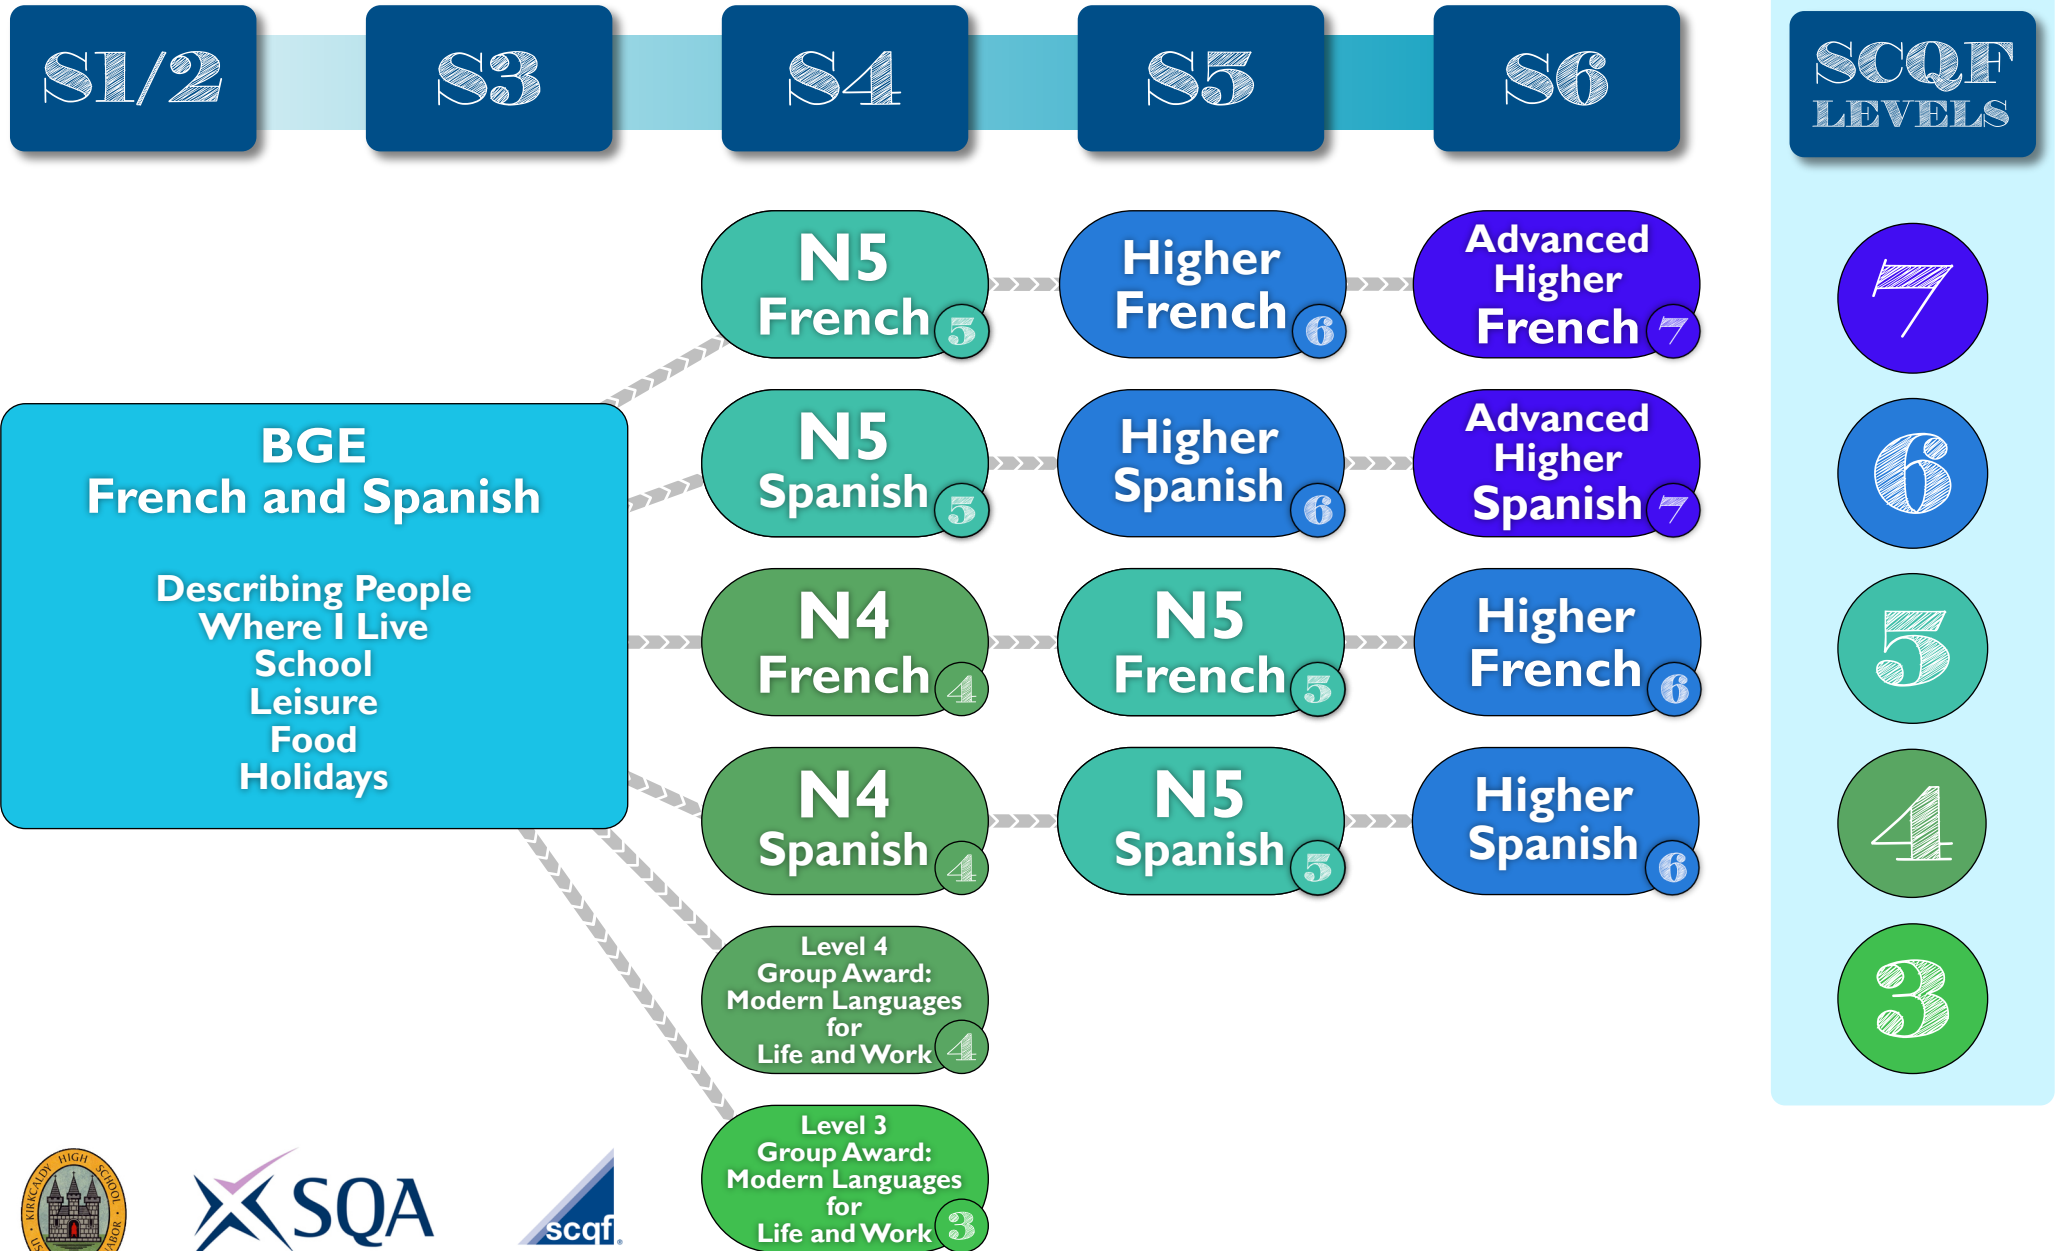 S1/2
S3
S4
S5
S6
SCQF
LEVELS
BGE
French and Spanish
Describing People
Where I Live
School
Leisure
Food
Holidays
N5
French
5
Higher
French
6
Advanced
Higher
French
7
N5
Spanish
5
Higher
Spanish
6
Advanced
Higher
Spanish
7
N4
French
4
N5
French
5
Higher
French
6
N4
Spanish
4
N5
Spanish
5
Higher
Spanish
6
Level 4
Group Award:
Modern Languages
for
Life and Work
4
Level 3
Group Award:
Modern Languages
for
Life and Work
3
7
6
5
4
3
KIRKCALDY HIGH SCHOOL
SQA
scqf